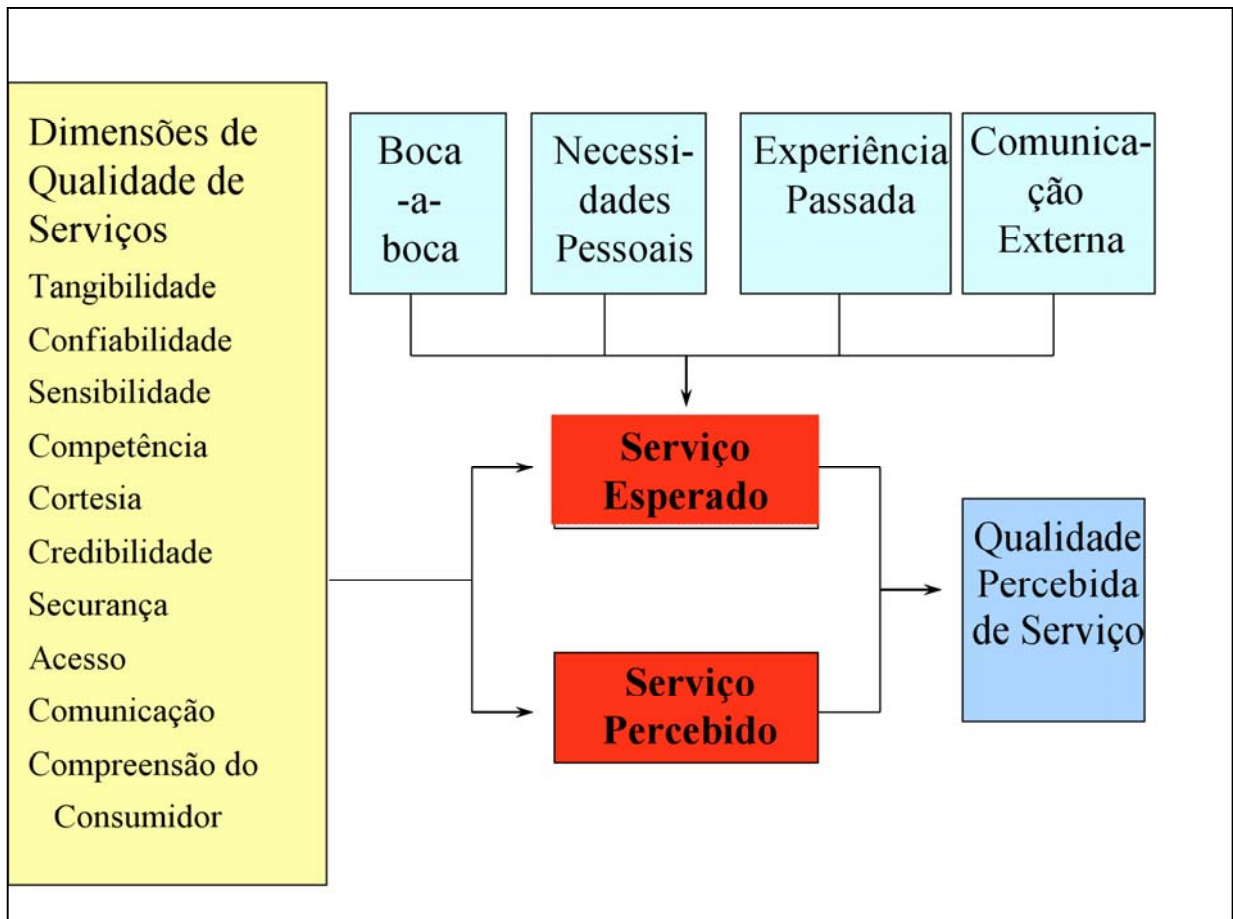 Dimensões de
Qualidade de
Serviços
Tangibilidade
Confiabilidade
Sensibilidade
Competência
Cortesia
Credibilidade
Securança
Acesso
Comunicação
Compreensão do
Consumidor
Boca
-a-
boca
Necessi-
dades
Pessoais
Experiência
Passada
Comunica-
ção
Externa
Serviço
Esperado
Serviço
Percebido
Qualidade
Percebida
de Serviço